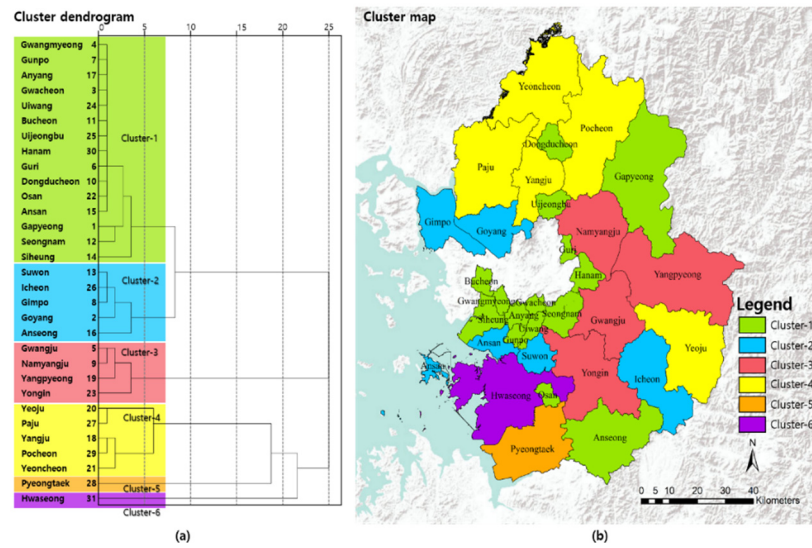 Cluster dendrogram
0 5 10 15 20 25
Gwangmyeong 4
Gunpo 7
Anyang 17
Gwacheon 3
Uiwang 24
Bucheon 11
Uijeongbu 25
Hanam 30
Guri 6
Dongducheon 10
Osan 22
Ansan 15
Gapyeong 1
Seongnam 12
Siheung 14
Cluster-1
Suwon 13
Icheon 26
Gimpo 8
Goyang 2
Anseong 16
Cluster-2
Gwangju 5
Namyangju 9
Yangpyeong 19
Yongin 23
Cluster-3
Yeoju 20
Paju 27
Yangju 18
Pocheon 29
Yeoncheon 21
Cluster-4
Pyeongtaek 28
Cluster-5
Hwaseong 31
Cluster-6
(a)
Cluster map
Yeoncheon
Pocheon
Dongducheon
Paju
Yangju
Gapyeong
Uijeongbu
Gimpo
Goyang
Namyangju
Guri
Yangpyeong
Bucheon
Hanam
Gwangmyeong
Gwacheon
Anyang
Seongnam
Siheung
Uiwang
Gwangju
Gunpo
Ansan
Suwon
Yeoju
Ansan
Yongin
Icheon
Hwaseong
Osan
Anseong
Pyeongtaek
Legend
Cluster-1
Cluster-2
Cluster-3
Cluster-4
Cluster-5
Cluster-6
N
0 5 10 20 30 40
Kilometers
(b)